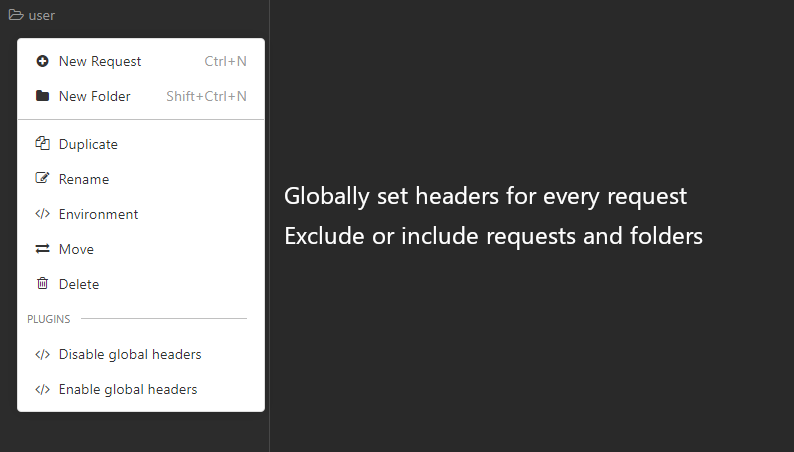 user
New Request Ctrl+N
New Folder Shift+Ctrl+N
Duplicate
Rename
Environment
Move
Delete
PLUGINS
Disable global headers
Enable global headers
Globally set headers for every request
Exclude or include requests and folders